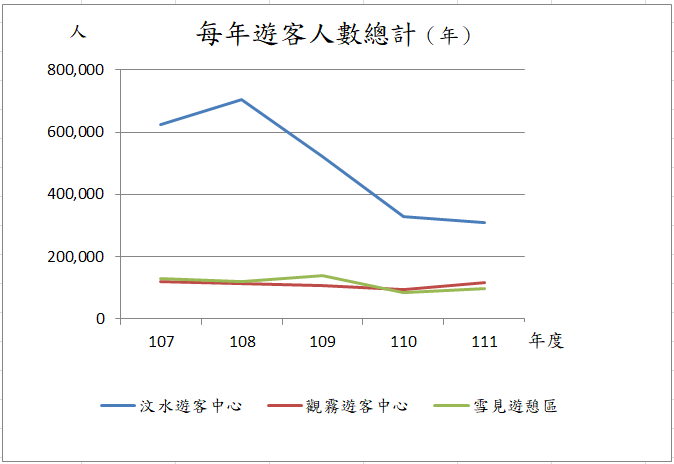 人
每年遊客人數總計（年）
800,000
600,000
400,000
200,000
0
107 108 109 110 111 年度
汶水遊客中心 觀霧遊客中心 雪見遊憩區